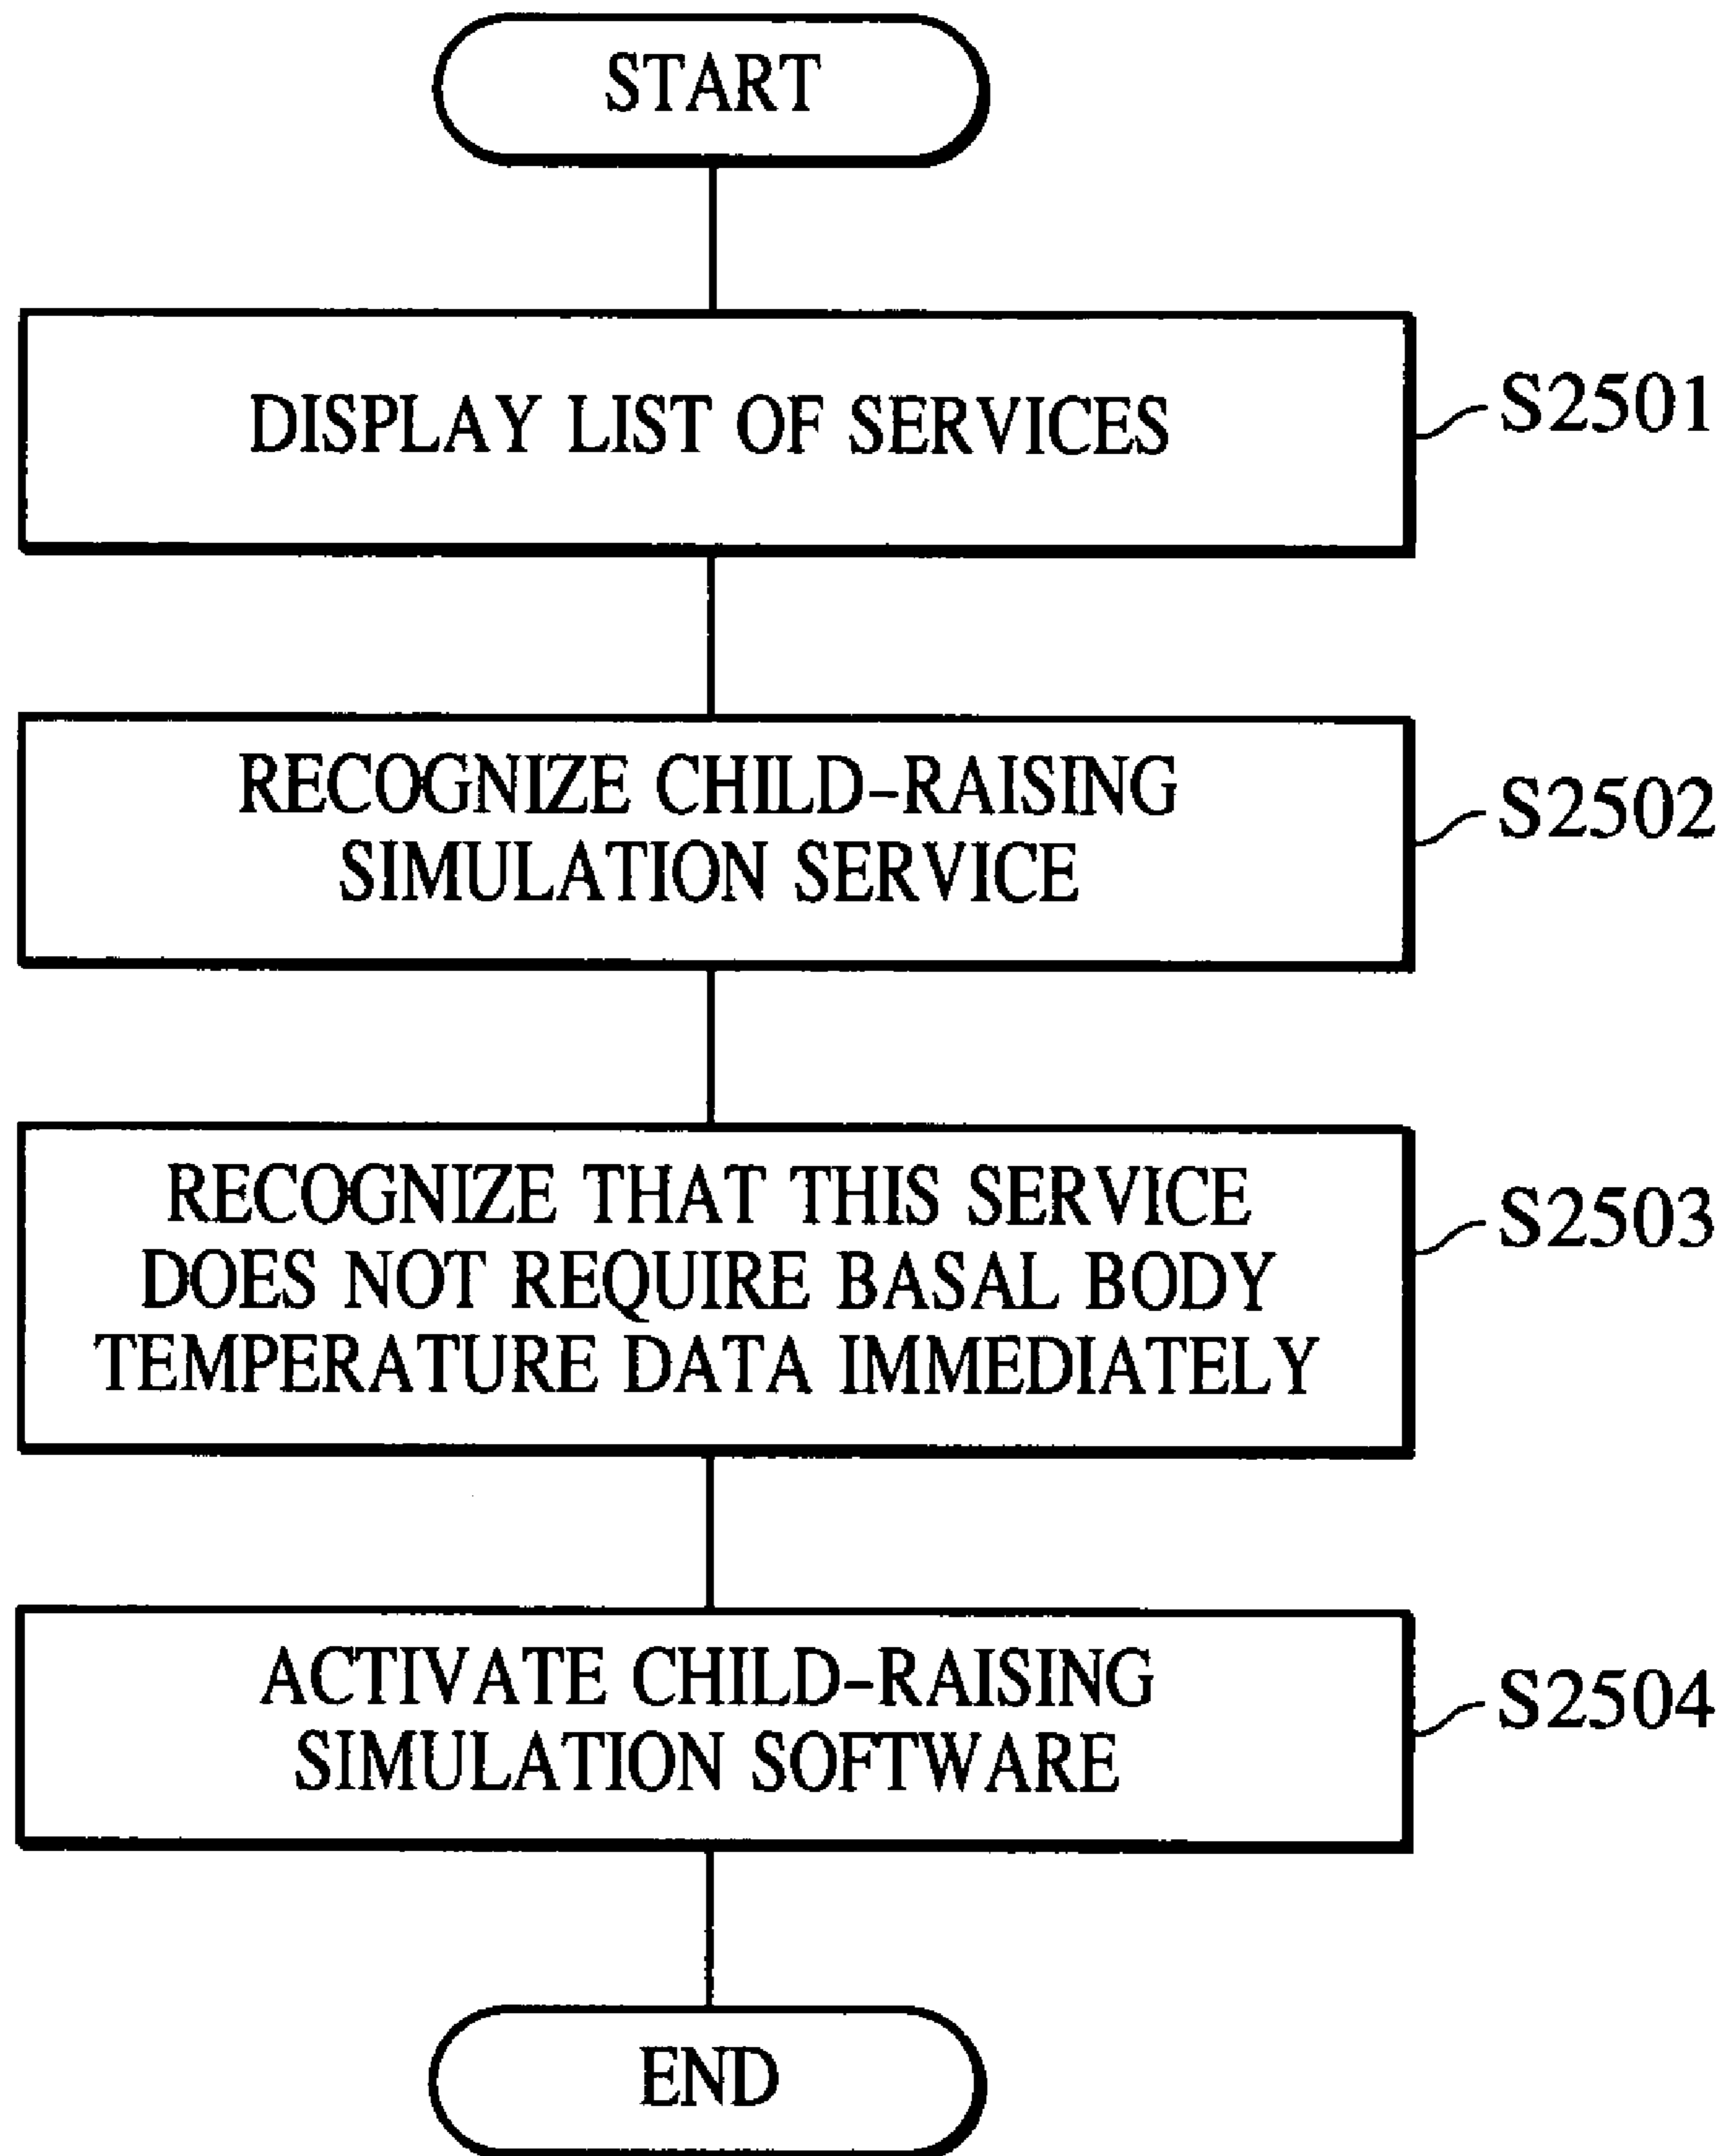 START
DISPLAY LIST OF SERVICES
S2501
RECOGNIZE CHILD-RAISING
SIMULATION SERVICE
S2502
RECOGNIZE THAT THIS SERVICE
DOES NOT REQUIRE BASAL BODY
TEMPERATURE DATA IMMEDIATELY
S2503
ACTIVATE CHILD-RAISING
SIMULATION SOFTWARE
S2504
END